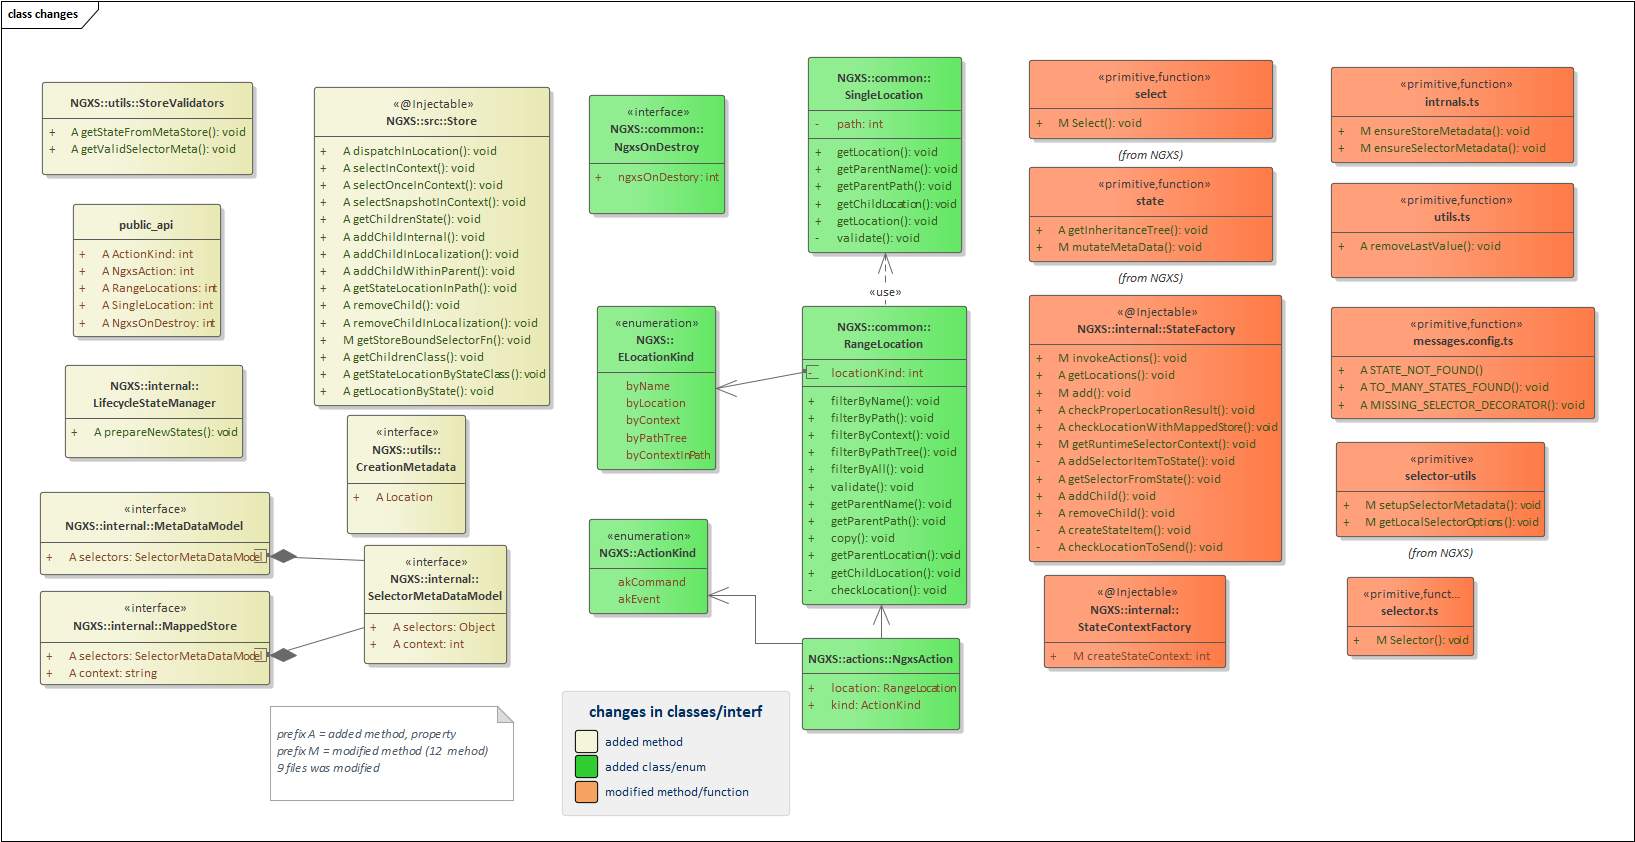 class changes
NGXS::utils::StoreValidators
+ A getStateFromMetaStore(): void
+ A getValidSelectorMeta(): void
public_api
+ A ActionKind: int
+ A NgxsAction: int
+ A RangeLocations: int
+ A SingleLocation: int
+ A NgxsOnDestroy: int
NGXS::internal::
LifecycleStateManager
+ A prepareNewStates(): void
«interface»
NGXS::internal::MetaDataModel
+ A selectors: SelectorMetaDataModel
«interface»
NGXS::internal::MappedStore
+ A selectors: SelectorMetaDataModel
+ A context: string
«@Injectable»
NGXS::src::Store
+ A dispatchInLocation(): void
+ A selectInContext(): void
+ A selectOnceInContext(): void
+ A selectSnapshotInContext(): void
+ A getChildrenState(): void
+ A addChildInternal(): void
+ A addChildInLocalization(): void
+ A addChildWithinParent(): void
+ A getStateLocationInPath(): void
+ A removeChild(): void
+ A removeChildInLocalization(): void
+ M getStoreBoundSelectorFn(): void
+ A getChildrenClass(): void
+ A getStateLocationByStateClass(): void
+ A getLocationByState(): void
«interface»
NGXS::utils::
CreationMetadata
+ A Location
«interface»
NGXS::internal::
SelectorMetaDataModel
+ A selectors: Object
+ A context: int
prefix A = added method, property
prefix M = modified method (12 mehod)
9 files was modified
«interface»
NGXS::common::
NgxsOnDestroy
+ ngxsOnDestory: int
«enumeration»
NGXS::
ELocationKind
byName
byLocation
byContext
byPathTree
byContextInPath
«enumeration»
NGXS::ActionKind
akCommand
akEvent
changes in classes/interf
added method
added class/enum
modified method/function
NGXS::common::
SingleLocation
- path: int
+ getLocation(): void
+ getParentName(): void
+ getParentPath(): void
+ getChildLocation(): void
+ getLocation(): void
- validate(): void
«use»
NGXS::common::
RangeLocation
- locationKind: int
+ filterByName(): void
+ filterByPath(): void
+ filterByContext(): void
+ filterByPathTree(): void
+ filterByAll(): void
+ validate(): void
+ getParentName(): void
+ getParentPath(): void
+ copy(): void
+ getParentLocation(): void
+ getChildLocation(): void
- checkLocation(): void
NGXS::actions::NgxsAction
+ location: RangeLocation
+ kind: ActionKind
«primitive,function»
select
+ M Select(): void
(from NGXS)
«primitive,function»
state
+ A getInheritanceTree(): void
+ M mutateMetaData(): void
(from NGXS)
«@Injectable»
NGXS::internal::StateFactory
+ M invokeActions(): void
+ A getLocations(): void
+ M add(): void
+ A checkProperLocationResult(): void
+ A checkLocationWithMappedStore(): void
+ M getRuntimeSelectorContext(): void
- A addSelectorItemToState(): void
+ A getSelectorFromState(): void
+ A addChild(): void
+ A removeChild(): void
- A createStateItem(): void
- A checkLocationToSend(): void
«@Injectable»
NGXS::internal::
StateContextFactory
+ M createStateContext: int
«primitive,function»
intrnals.ts
+ M ensureStoreMetadata(): void
+ M ensureSelectorMetadata(): void
«primitive,function»
utils.ts
+ A removeLastValue(): void
«primitive,function»
messages.config.ts
+ A STATE_NOT_FOUND()
+ A TO_MANY_STATES_FOUND(): void
+ A MISSING_SELECTOR_DECORATOR(): void
«primitive»
selector-utils
+ M setupSelectorMetadata(): void
+ M getLocalSelectorOptions(): void
(from NGXS)
«primitive,funct...
selector.ts
+ M Selector(): void